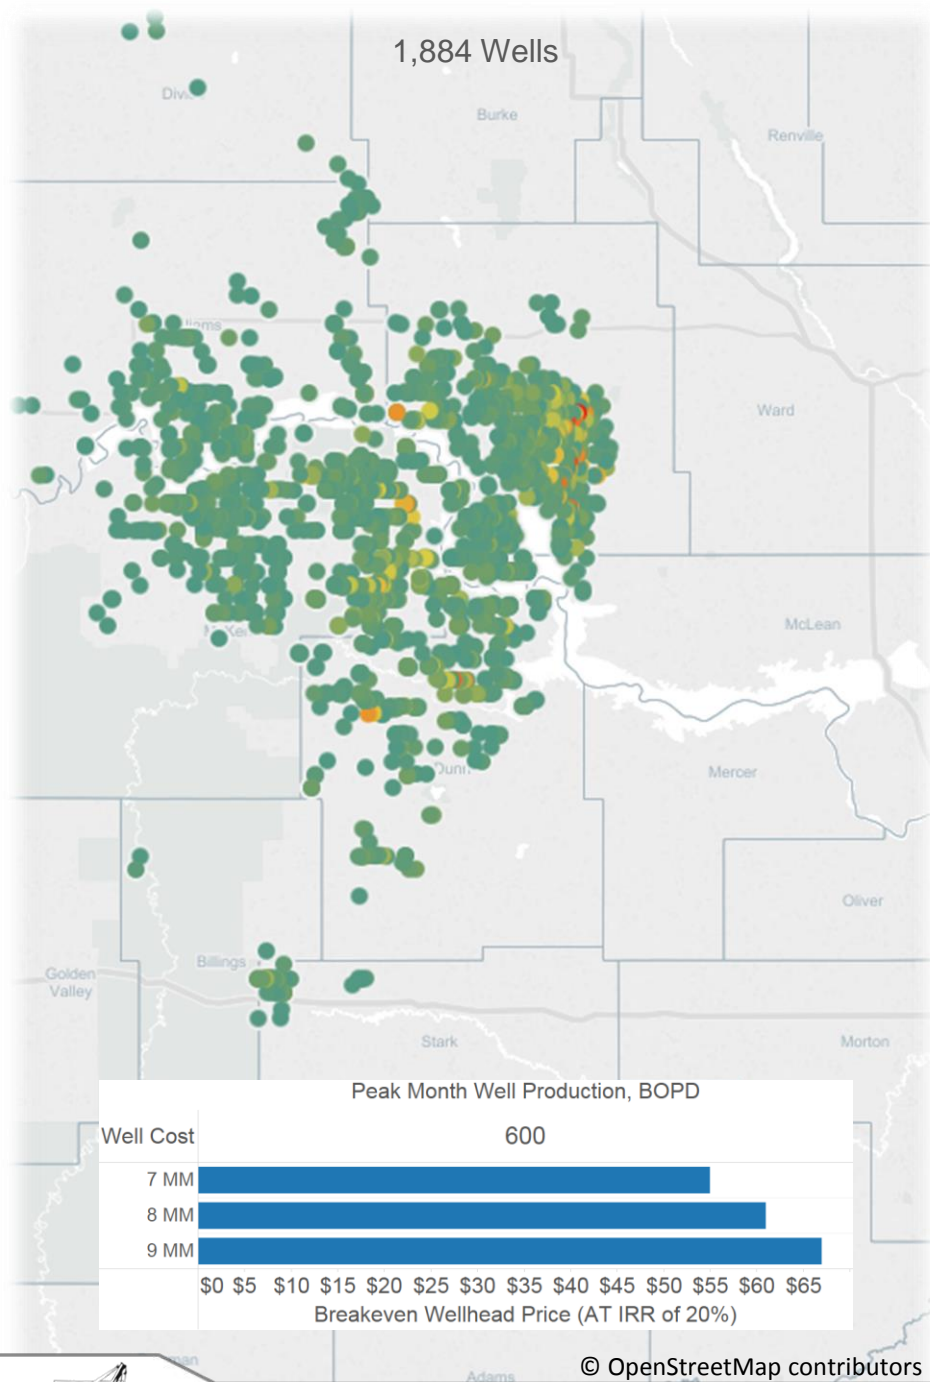 1,884 Wells
Burke
Renville
Ward
McLean
Dunn
Mercer
Oliver
Billings
Golden
Valley
Stark
Morton
Peak Month Well Production, BOPD
Well Cost
600
7 MM
8 MM
9 MM
$0 $5 $10 $15 $20 $25 $30 $35 $40 $45 $50 $55 $60 $65
Breakeven Wellhead Price (AT IRR of 20%)
© OpenStreetMap contributors
Adams